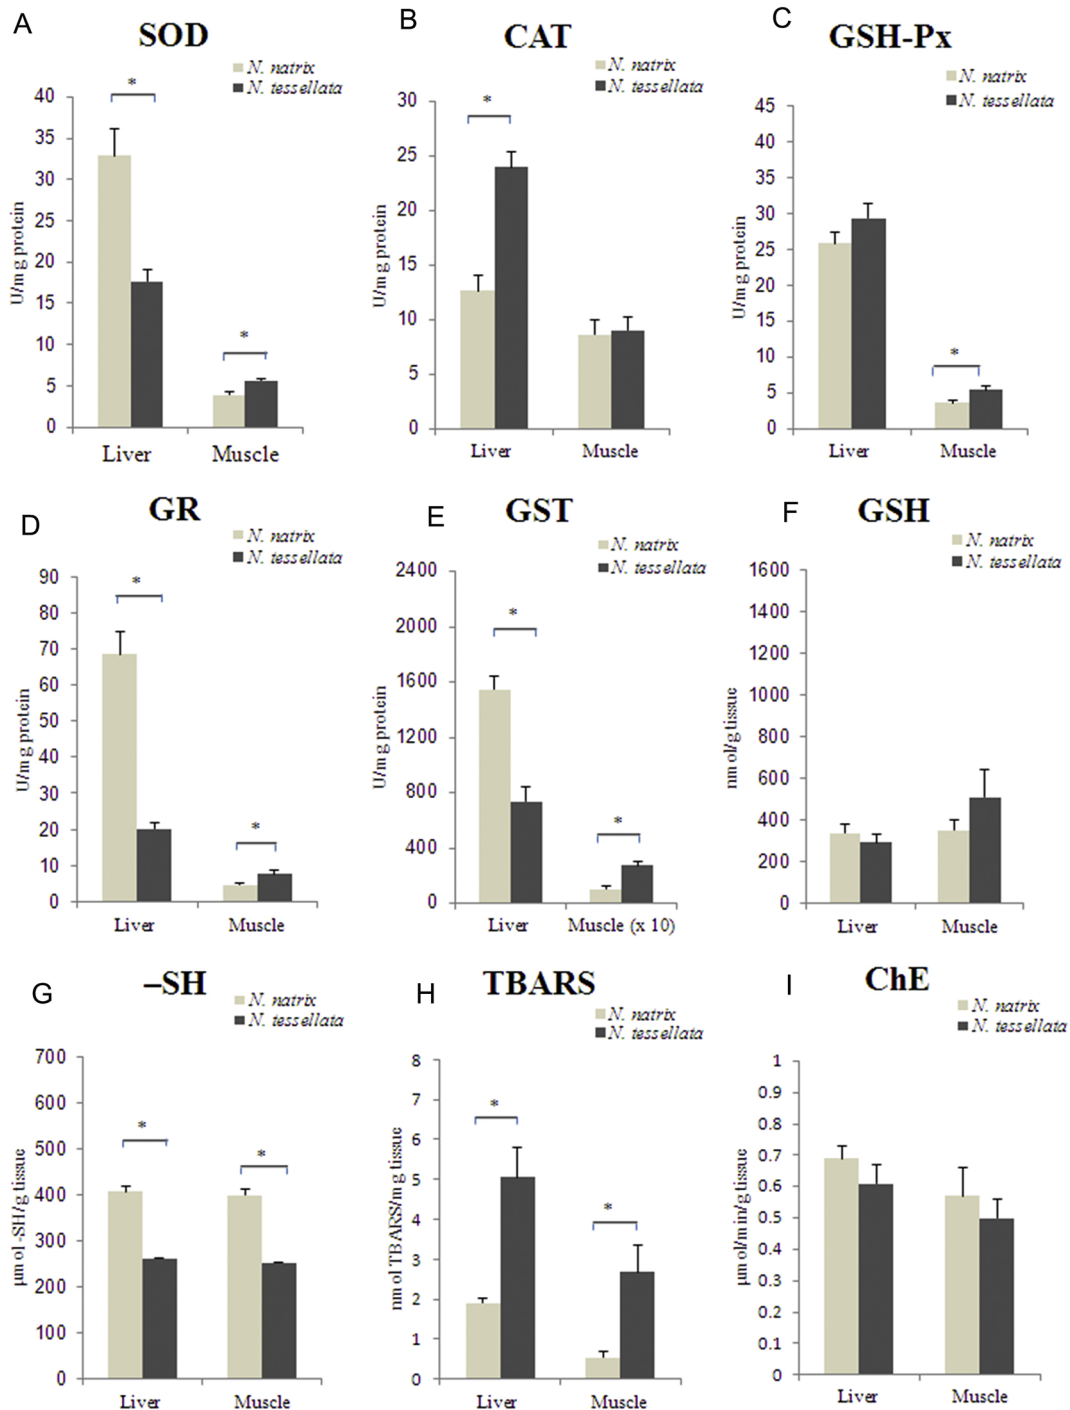 A
SOD
N. natrix
N. tessellata
U/mg protein
40
35
30
25
20
15
10
5
0
*
*
Liver Muscle
B
CAT
N. natrix
N. tessellata
U/mg protein
30
25
20
15
10
5
0
*
Liver Muscle
C
GSH-Px
N. natrix
N. tessellata
U/mg protein
45
40
35
30
25
20
15
10
5
0
*
Liver Muscle
D
GR
N. natrix
N. tessellata
U/mg protein
90
80
70
60
50
40
30
20
10
0
*
*
Liver Muscle
E
GST
N. natrix
N. tessellata
U/mg protein
2400
2000
1600
1200
800
400
0
*
*
Liver Muscle (x 10)
F
GSH
N. natrix
N. tessellata
nmol/g tissue
1600
1400
1200
1000
800
600
400
200
0
Liver Muscle
G
–SH
N. natrix
N. tessellata
µmol -SH/g tissue
700
600
500
400
300
200
100
0
*
*
Liver Muscle
H
TBARS
N. natrix
N. tessellata
nmol TBARS/mg tissue
8
7
6
5
4
3
2
1
0
*
*
Liver Muscle
I
ChE
N. natrix
N. tessellata
µmol/min/g tissue
1
0.9
0.8
0.7
0.6
0.5
0.4
0.3
0.2
0.1
0
Liver Muscle